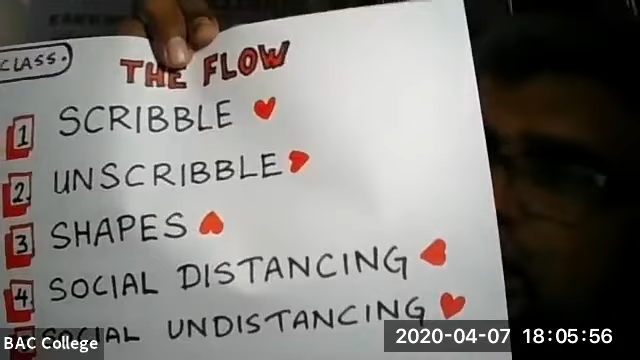 CLASS.
THE FLOW
1 SCRIBBLE
2. UNSCRIBBLE
3 SHAPES
4. SOCIAL DISTANCING
SOCIAL UNDISTANCING
BAC College
2020-04-07 18:05:56